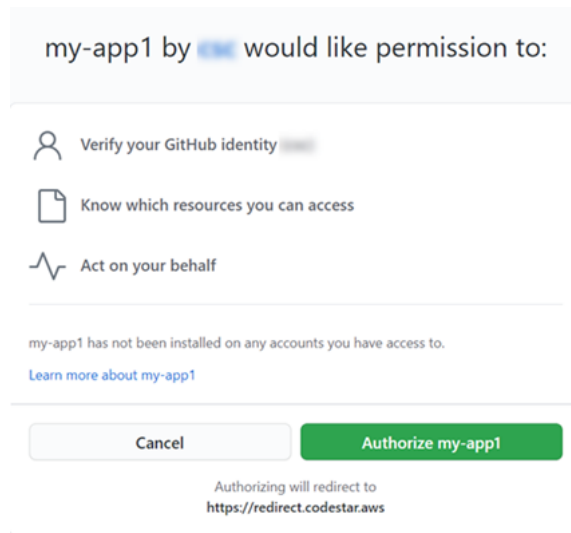 my-app1 by would like permission to:
Verify your GitHub identity
Know which resources you can access
Act on your behalf
my-app1 has not been installed on any accounts you have access to.
Learn more about my-app1
Cancel
Authorize my-app1
Authorizing will redirect to
https://redirect.codestar.aws